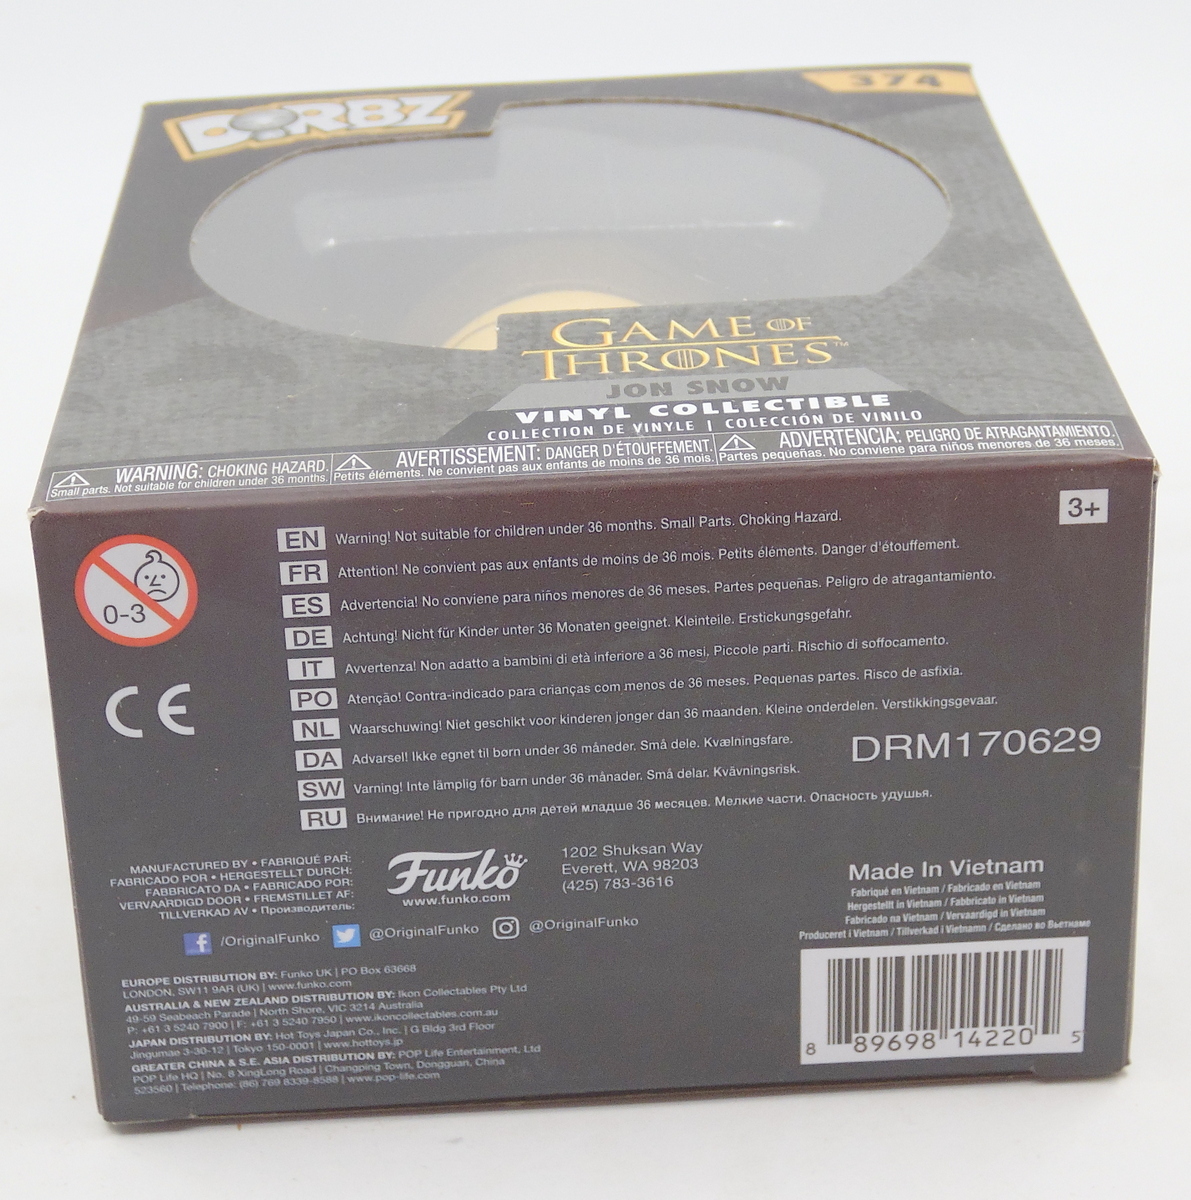 DORBZ
374
GAME OF
THRONES™
JON SNOW
VINYL COLLECTIBLE
COLLECTION DE VINYLE | COLECCIÓN DE VINILO
WARNING: CHOKING HAZARD.
Small parts. Not suitable for children under 36 months.
AVERTISSEMENT: DANGER D'ÉTOUFFEMENT.
Petits éléments. Ne convient pas aux enfants de moins de 36 mois.
ADVERTENCIA: PELIGRO DE ATRAGANTAMIENTO.
Partes pequeñas. No conviene para niños menores de 36 meses.
3+
0-3
EN Warning! Not suitable for children under 36 months. Small Parts. Choking Hazard.
FR Attention! Ne convient pas aux enfants de moins de 36 mois. Petits éléments. Danger d'étouffement.
ES Advertencia! No conviene para niños menores de 36 meses. Partes pequeñas. Peligro de atragantamiento.
DE Achtung! Nicht für Kinder unter 36 Monaten geeignet. Kleinteile. Erstickungsgefahr.
IT Avvertenza! Non adatto a bambini di età inferiore a 36 mesi. Piccole parti. Rischio di soffocamento.
PO Atenção! Contra-indicado para crianças com menos de 36 meses. Pequenas partes. Risco de asfixia.
NL Waarschuwing! Niet geschikt voor kinderen jonger dan 36 maanden. Kleine onderdelen. Verstikkingsgevaar.
DA Advarsel! Ikke egnet til børn under 36 måneder. Små dele. Kvælningsfare.
SW Varning! Inte lämplig för barn under 36 månader. Små delar. Kvävningsrisk.
RU Внимание! Не пригодно для детей младше 36 месяцев. Мелкие части. Опасность удушья.
CE
DRM170629
MANUFACTURED BY • FABRIQUÉ PAR:
FABRICADO POR • HERGESTELLT DURCH:
FABBRICATO DA • FABRICADO POR:
VERVAARDIGD DOOR • FREMSTILLET AF:
TILLVERKAD AV • Производитель:
Funko
www.funko.com
1202 Shuksan Way
Everett, WA 98203
(425) 783-3616
/OriginalFunko @OriginalFunko @OriginalFunko
EUROPE DISTRIBUTION BY: Funko UK | PO Box 63668
LONDON, SW11 9AR (UK) | www.funko.com
AUSTRALIA & NEW ZEALAND DISTRIBUTION BY: Ikon Collectables Pty Ltd
49-59 Seabeach Parade | North Shore, VIC 3214 Australia
P: +61 3 5240 7900 | F: +61 3 5240 7950 | www.ikoncollectables.com.au
JAPAN DISTRIBUTION BY: Hot Toys Japan Co., Inc. | G Bldg 3rd Floor
Jingumae 3-30-12 | Tokyo 150-0001 | www.hottoys.jp
GREATER CHINA & S.E. ASIA DISTRIBUTION BY: POP Life Entertainment, Ltd
POP Life HQ | No. 8 XingLong Road | Changping Town, Dongguan, China
523560 | Telephone: (86) 769 8339-8588 | www.pop-life.com
Made In Vietnam
Fabriqué en Vietnam / Fabricado en Vietnam
Hergestellt in Vietnam / Fabbricato in Vietnam
Fabricado na Vietnam / Vervaardigd in Vietnam
Produceret i Vietnam / Tillverkad i Vietnamn / Сделано во Вьетнаме
8 89698 14220 5